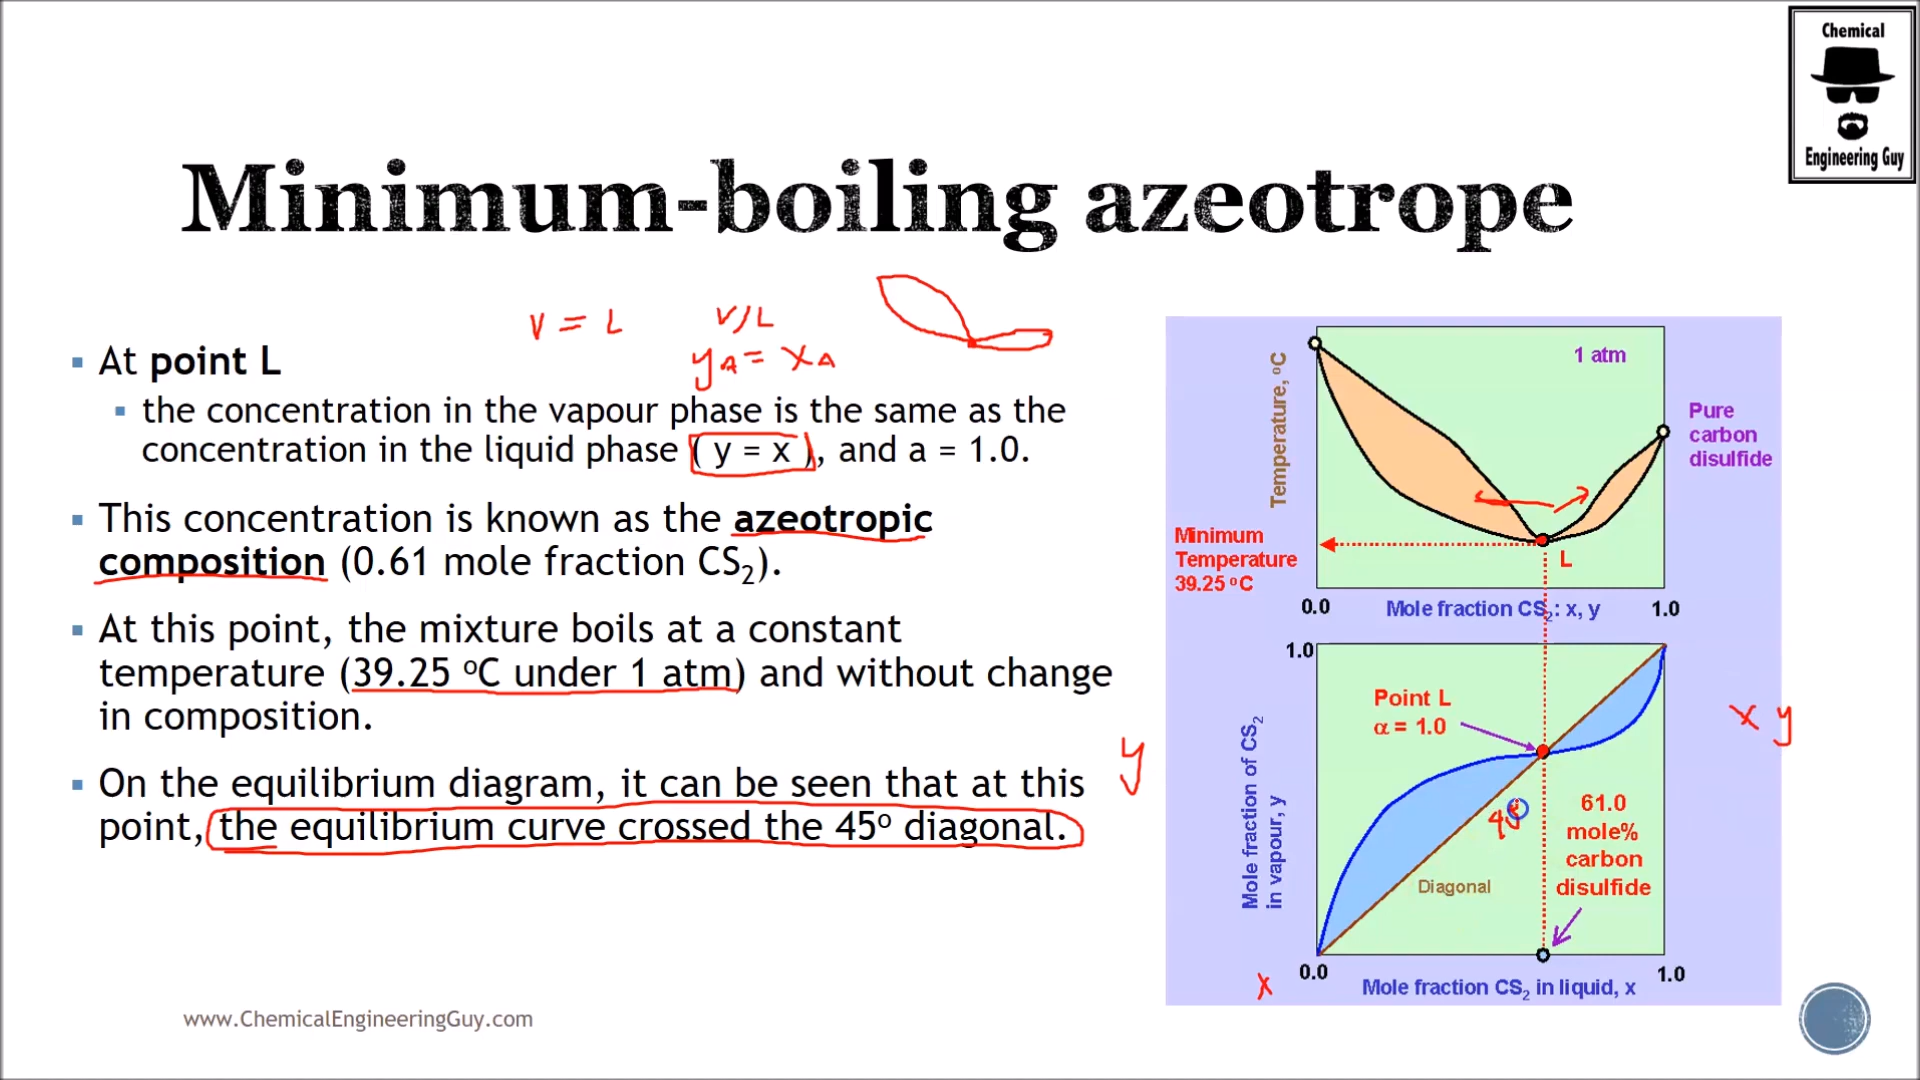 Chemical
Engineering Guy
Minimum-boiling azeotrope
V = L
V/L
yA = xA
▪ At point L
▪ the concentration in the vapour phase is the same as the
concentration in the liquid phase ( y = x ), and a = 1.0.
▪ This concentration is known as the azeotropic
composition (0.61 mole fraction CS₂).
▪ At this point, the mixture boils at a constant
temperature (39.25 ºC under 1 atm) and without change
in composition.
▪ On the equilibrium diagram, it can be seen that at this
point, the equilibrium curve crossed the 45º diagonal.
y
x
www.ChemicalEngineeringGuy.com
Temperature, ºC
1 atm
Pure
carbon
disulfide
Minimum
Temperature
39.25 ºC
L
0.0
Mole fraction CS₂ : x, y
1.0
1.0
Mole fraction of CS₂
in vapour, y
Point L
α = 1.0
45
Diagonal
61.0
mole%
carbon
disulfide
0.0
1.0
Mole fraction CS₂ in liquid, x
x y